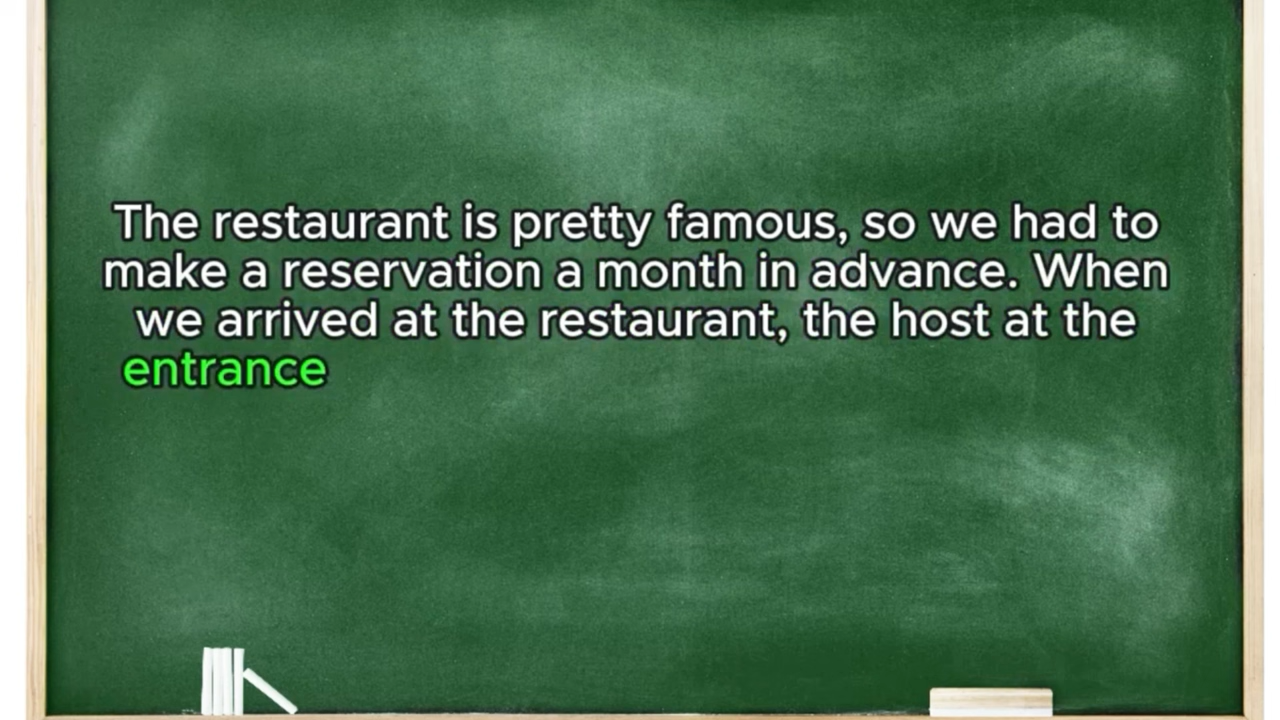 The restaurant is pretty famous, so we had to
make a reservation a month in advance. When
we arrived at the restaurant, the host at the
entrance